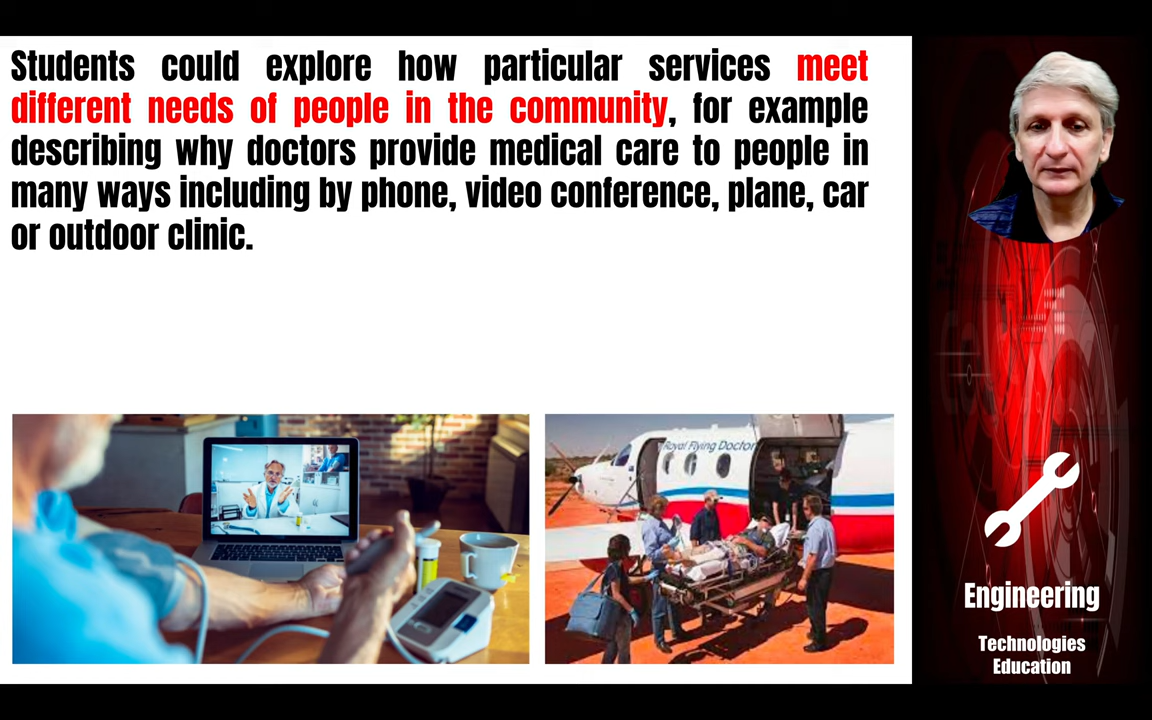 Students could explore how particular services meet
different needs of people in the community, for example
describing why doctors provide medical care to people in
many ways including by phone, video conference, plane, car
or outdoor clinic.
Royal Flying Doctor
Engineering
Technologies
Education